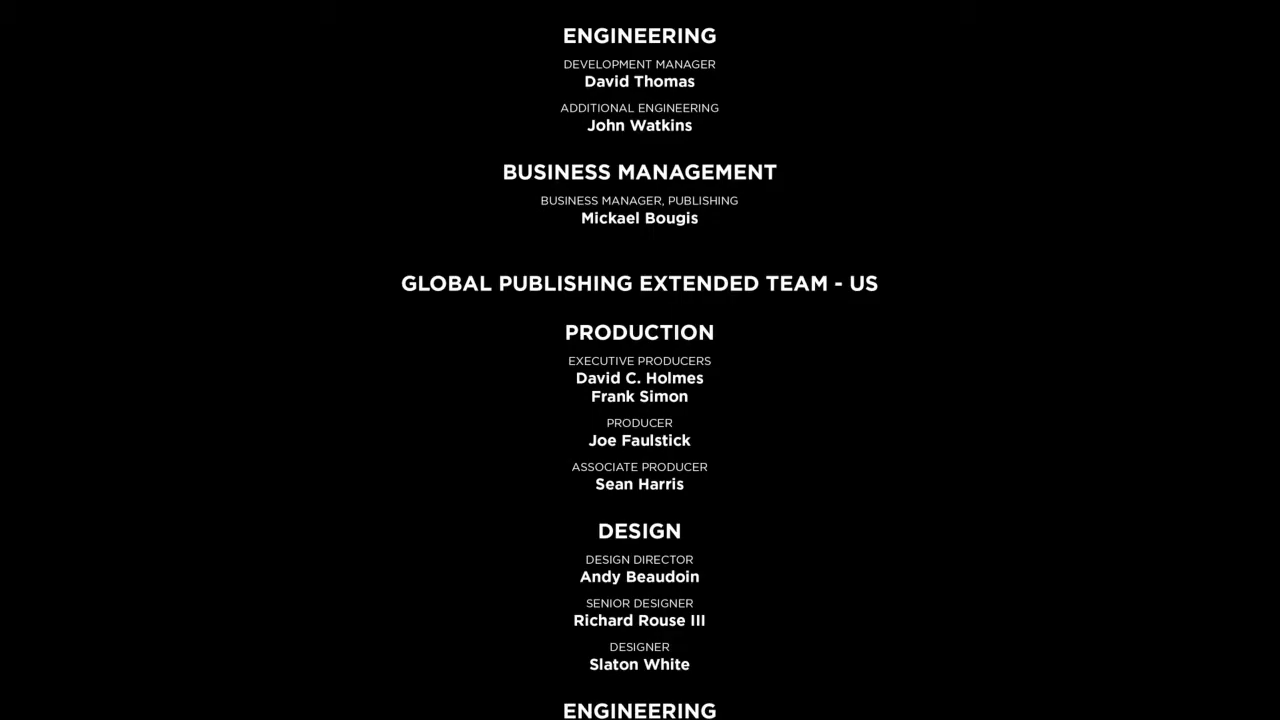 ENGINEERING
DEVELOPMENT MANAGER
David Thomas
ADDITIONAL ENGINEERING
John Watkins
BUSINESS MANAGEMENT
BUSINESS MANAGER, PUBLISHING
Mickael Bougis
GLOBAL PUBLISHING EXTENDED TEAM - US
PRODUCTION
EXECUTIVE PRODUCERS
David C. Holmes
Frank Simon
PRODUCER
Joe Faulstick
ASSOCIATE PRODUCER
Sean Harris
DESIGN
DESIGN DIRECTOR
Andy Beaudoin
SENIOR DESIGNER
Richard Rouse III
DESIGNER
Slaton White
ENGINEERING